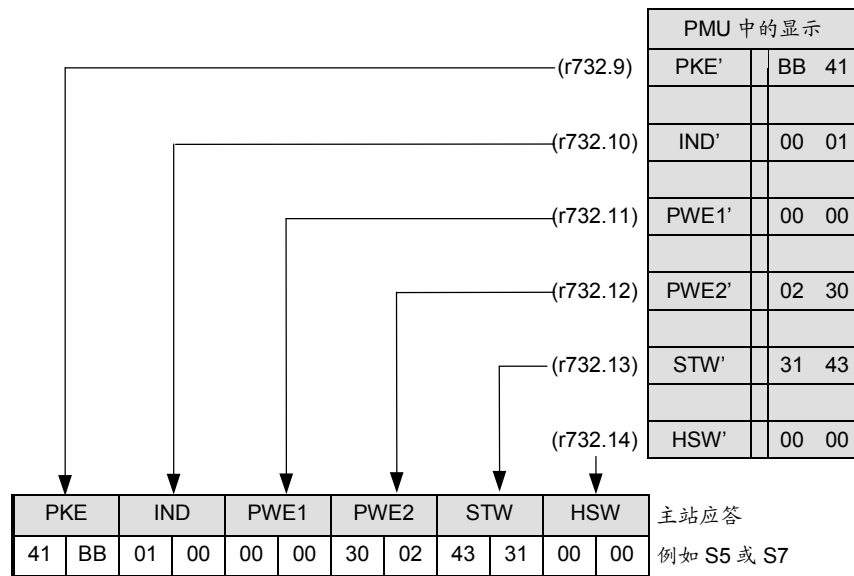 PMU 中的显示
(r732.9) PKE’ BB 41
(r732.10) IND’ 00 01
(r732.11) PWE1’ 00 00
(r732.12) PWE2’ 02 30
(r732.13) STW’ 31 43
(r732.14) HSW’ 00 00
PKE IND PWE1 PWE2 STW HSW 主站应答
41 BB 01 00 00 00 30 02 43 31 00 00 例如 S5 或 S7